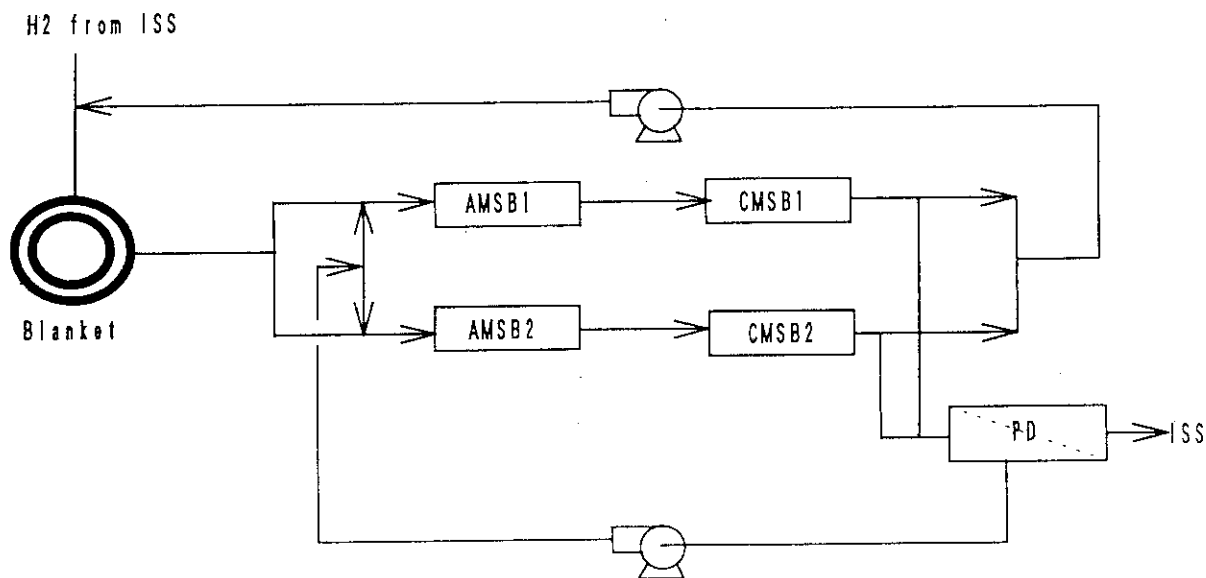 H2 from ISS
AMSB1
CMSB1
Blanket
AMSB2
CMSB2
PD
ISS